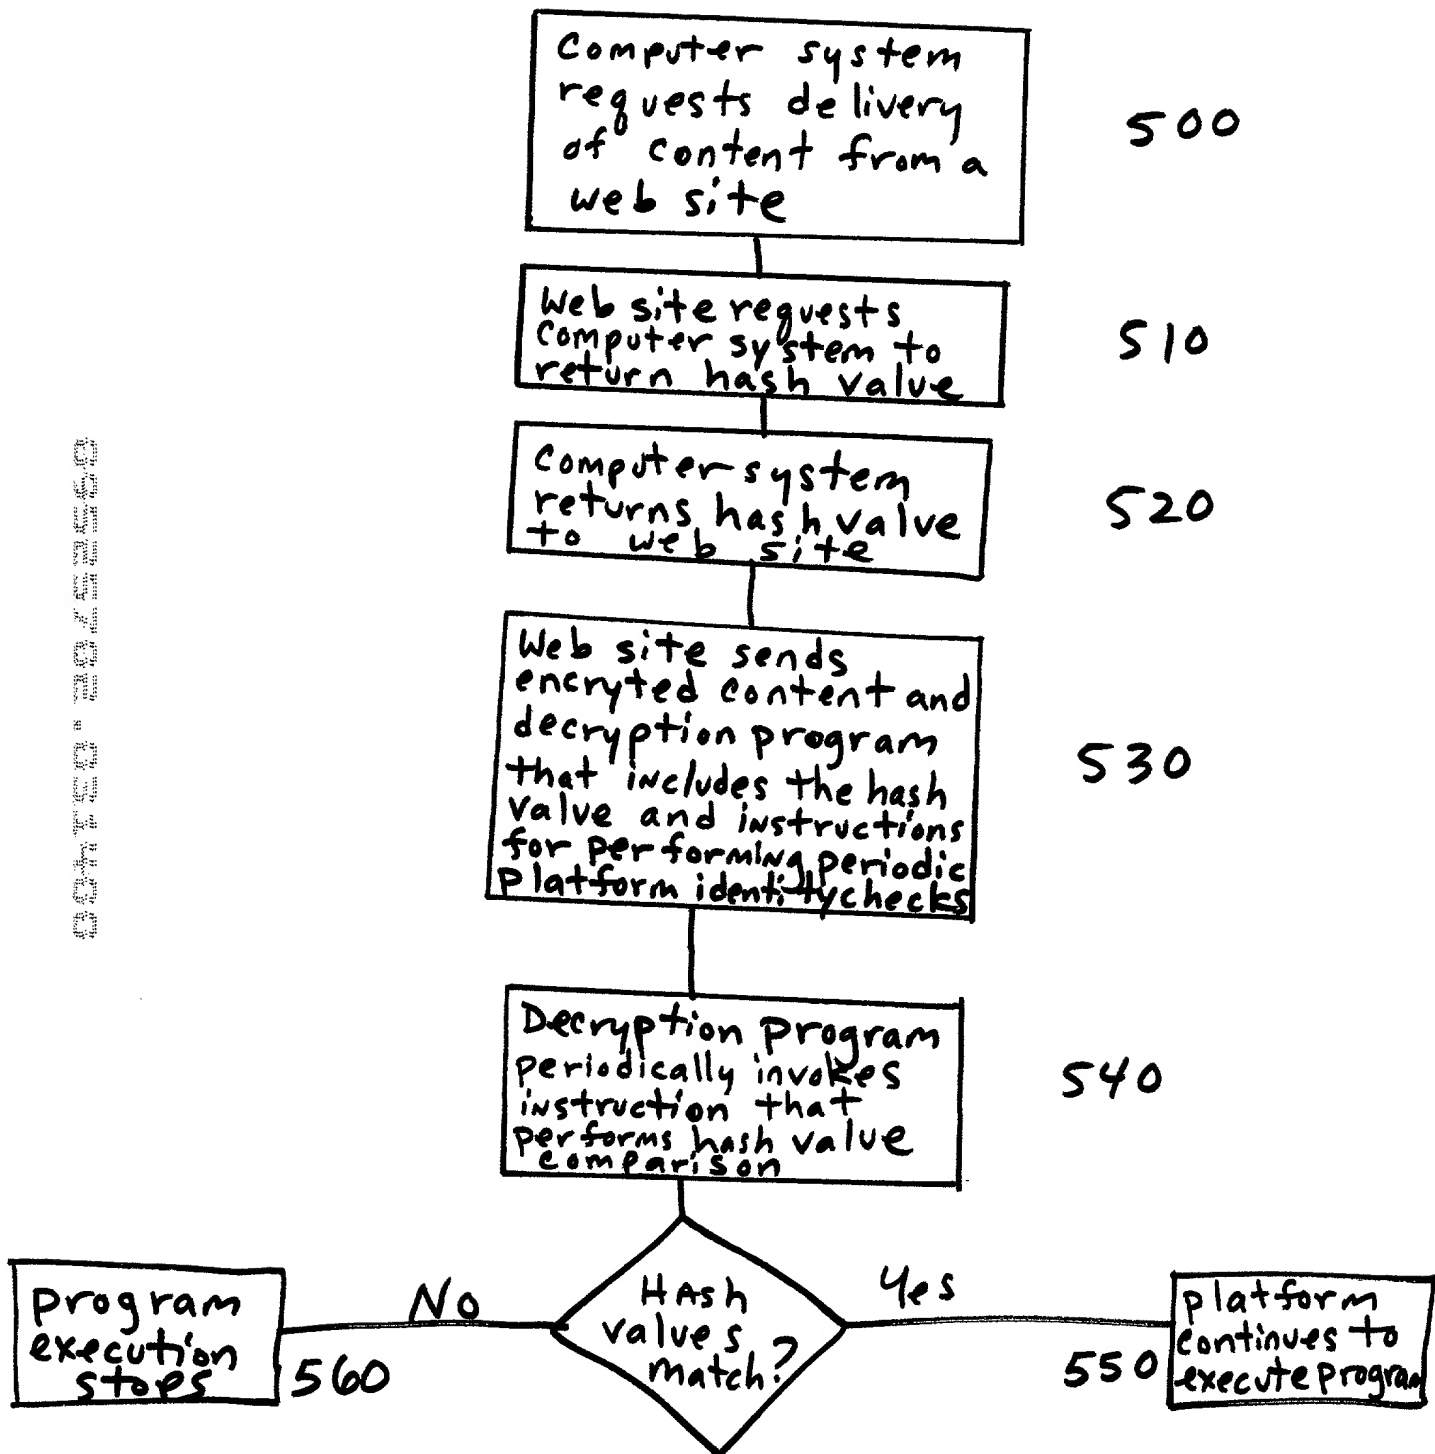 Computer system
requests delivery
of content from a
web site
500
Web site requests
computer system to
return hash value
510
Computer system
returns hash value
to web site
520
Web site sends
encryted content and
decryption program
that includes the hash
value and instructions
for performing periodic
platform identity checks
530
Decryption program
periodically invokes
instruction that
performs hash value
comparison
540
Hash
values
match?
No
Yes
program
execution
stops
560
550
platform
continues to
execute program